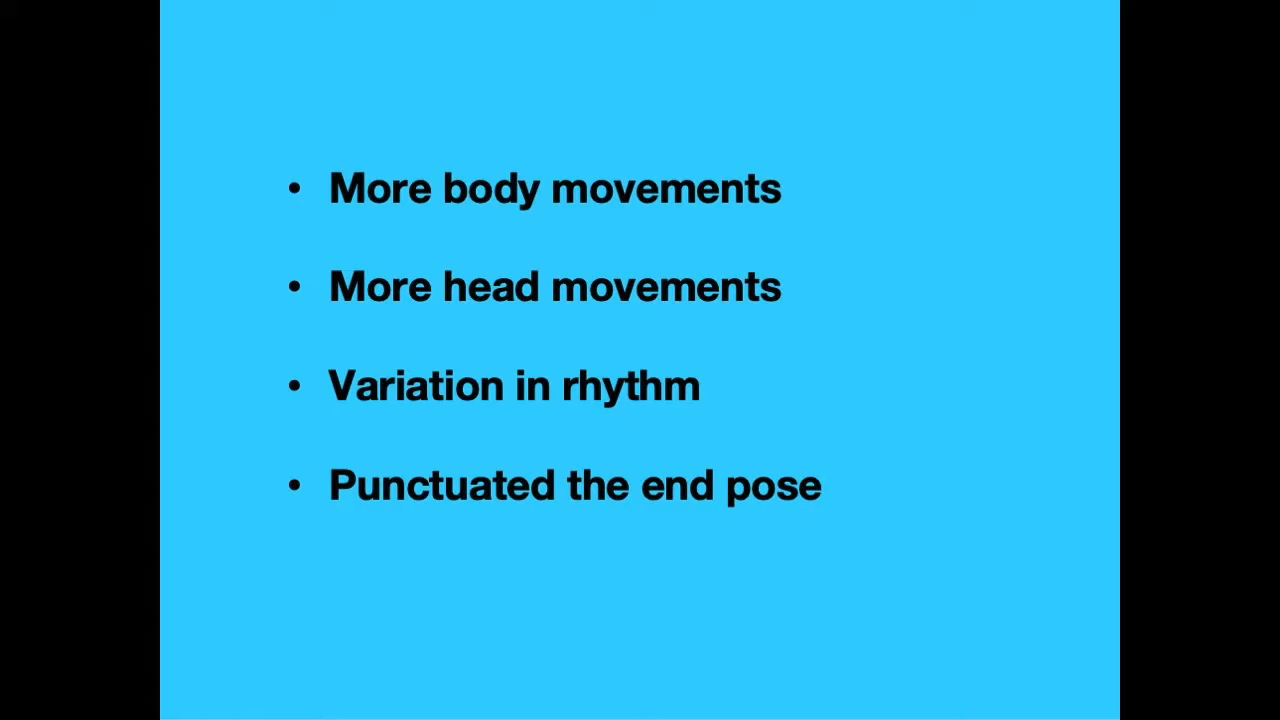 • More body movements
• More head movements
• Variation in rhythm
• Punctuated the end pose